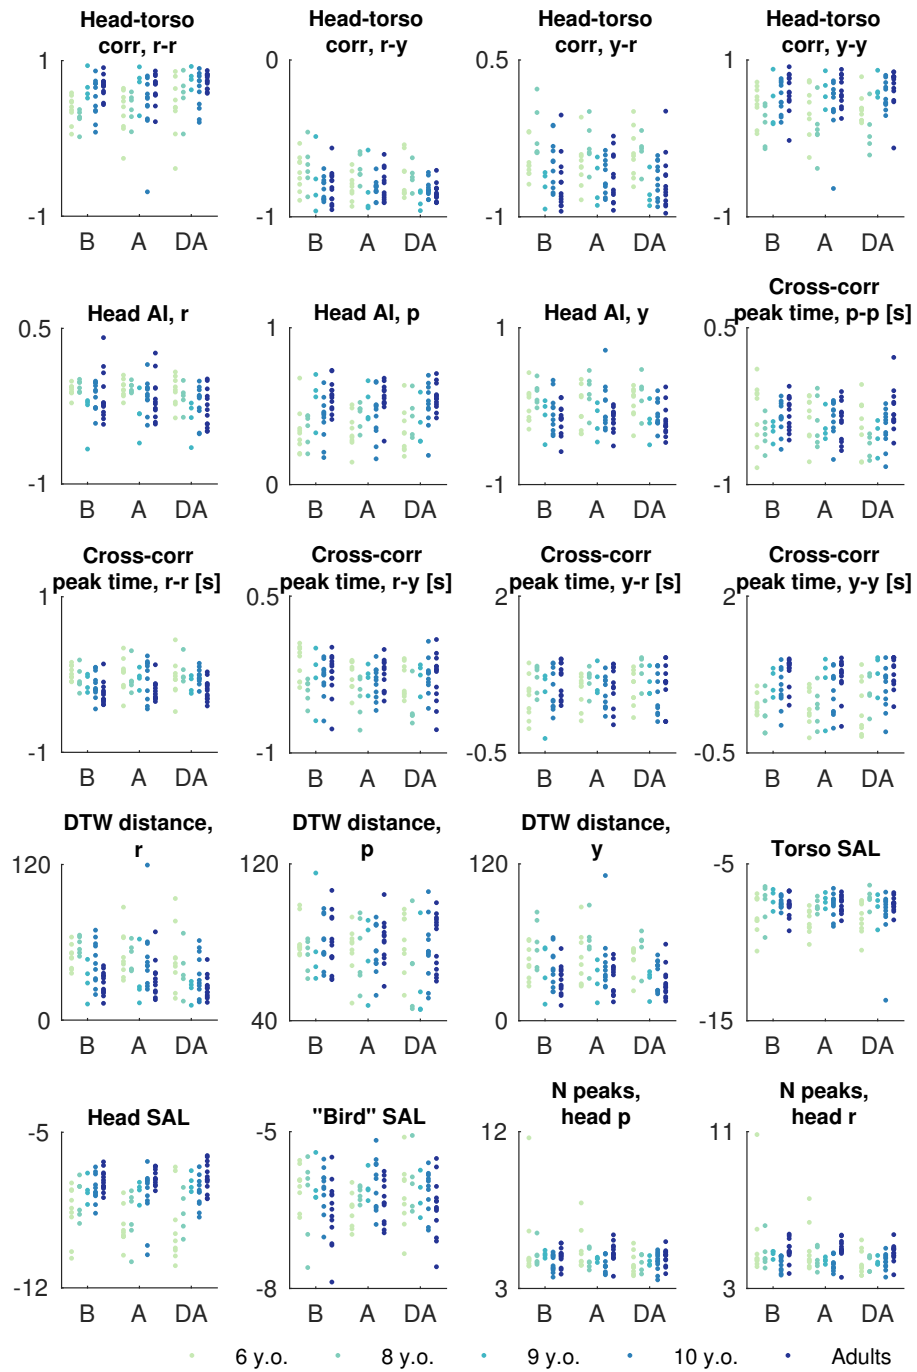 Head-torso Head-torso Head-torso Head-torso
corr, r-r corr, r-y corr, y-r corr, y-y
1 0 0.5 1
-1 -1 -1 -1
B A DA B A DA B A DA B A DA
Cross-corr
Head AI, r Head AI, p Head AI, y peak time, p-p [s]
0.5 1 1 0.5
-1 0 -1 -1
B A DA B A DA B A DA B A DA
Cross-corr Cross-corr Cross-corr Cross-corr
peak time, r-r [s] peak time, r-y [s] peak time, y-r [s] peak time, y-y [s]
1 0.5 2 2
-1 -1 -0.5 -0.5
B A DA B A DA B A DA B A DA
DTW distance, DTW distance, DTW distance,
r p y Torso SAL
120 120 120 -5
0 40 0 -15
B A DA B A DA B A DA B A DA
N peaks, N peaks,
Head SAL "Bird" SAL head p head r
-5 -5 12 11
-12 -8 3 3
B A DA B A DA B A DA B A DA
6 y.o. 8 y.o. 9 y.o. 10 y.o. Adults